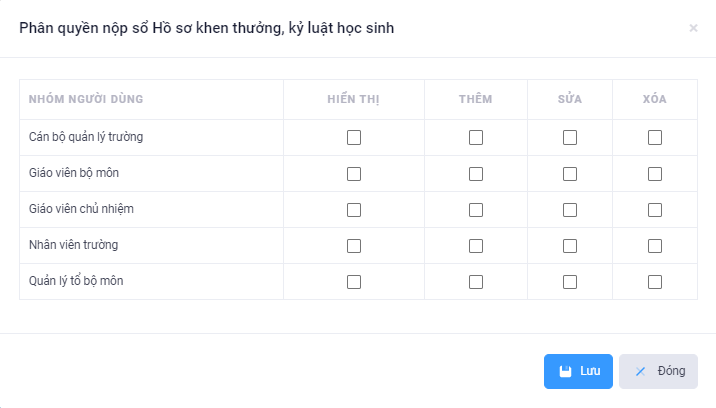 Phân quyền nộp sổ Hồ sơ khen thưởng, kỷ luật học sinh
NHÓM NGƯỜI DÙNG HIỂN THỊ THÊM SỬA XÓA
Cán bộ quản lý trường
Giáo viên bộ môn
Giáo viên chủ nhiệm
Nhân viên trường
Quản lý tổ bộ môn
Lưu Đóng